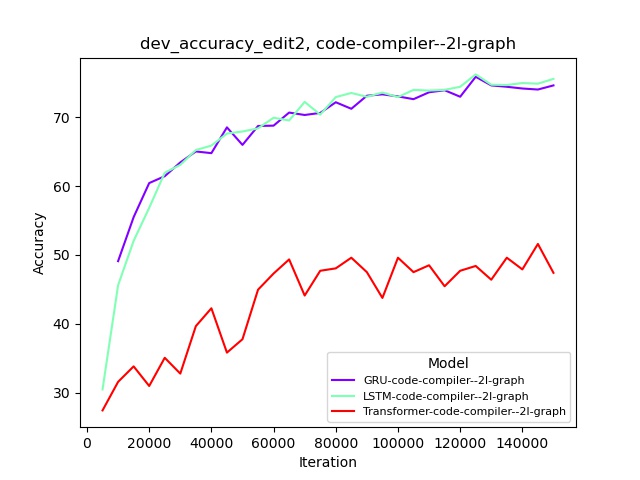 dev_accuracy_edit2, code-compiler--2l-graph
Accuracy
70
60
50
40
30
0 20000 40000 60000 80000 100000 120000 140000
Iteration
Model
GRU-code-compiler--2l-graph
LSTM-code-compiler--2l-graph
Transformer-code-compiler--2l-graph